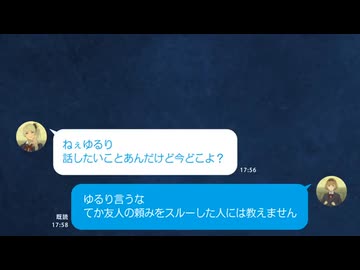 ねぇゆるり
話したいことあんだけど今どこよ？
17:56
ゆるり言うな
てか友人の頼みをスルーした人には教えません
既読
17:58